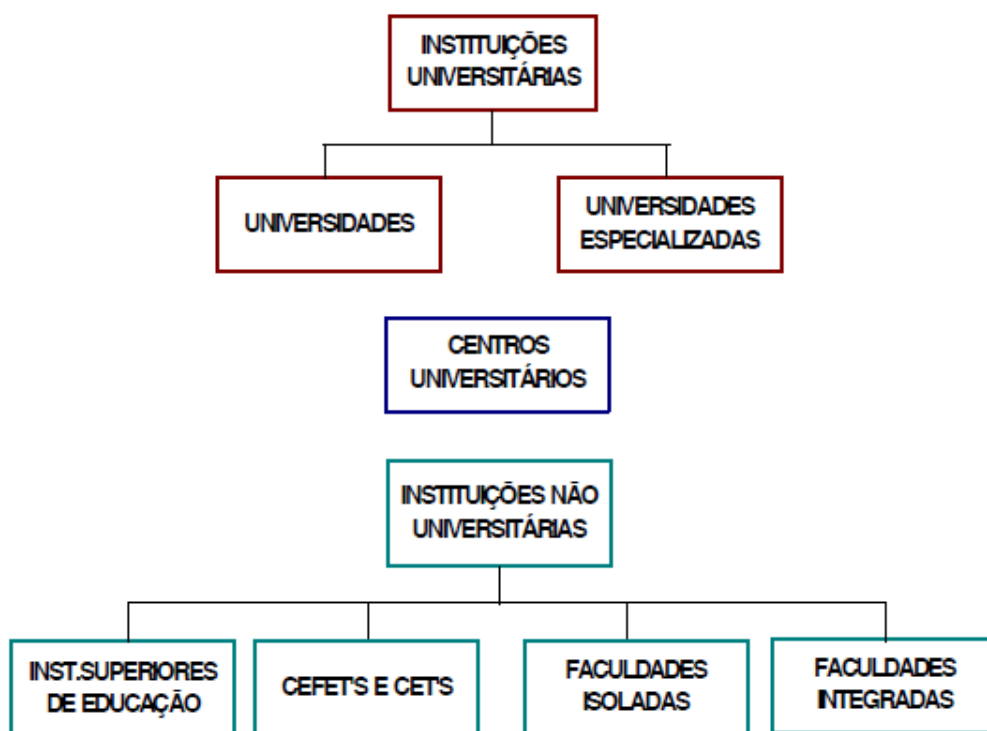 INSTITUIÇÕES
UNIVERSITÁRIAS
UNIVERSIDADES
UNIVERSIDADES
ESPECIALIZADAS
CENTROS
UNIVERSITÁRIOS
INSTITUIÇÕES NÃO
UNIVERSITÁRIAS
INST.SUPERIORES
DE EDUCAÇÃO
CEFET'S E CET'S
FACULDADES
ISOLADAS
FACULDADES
INTEGRADAS